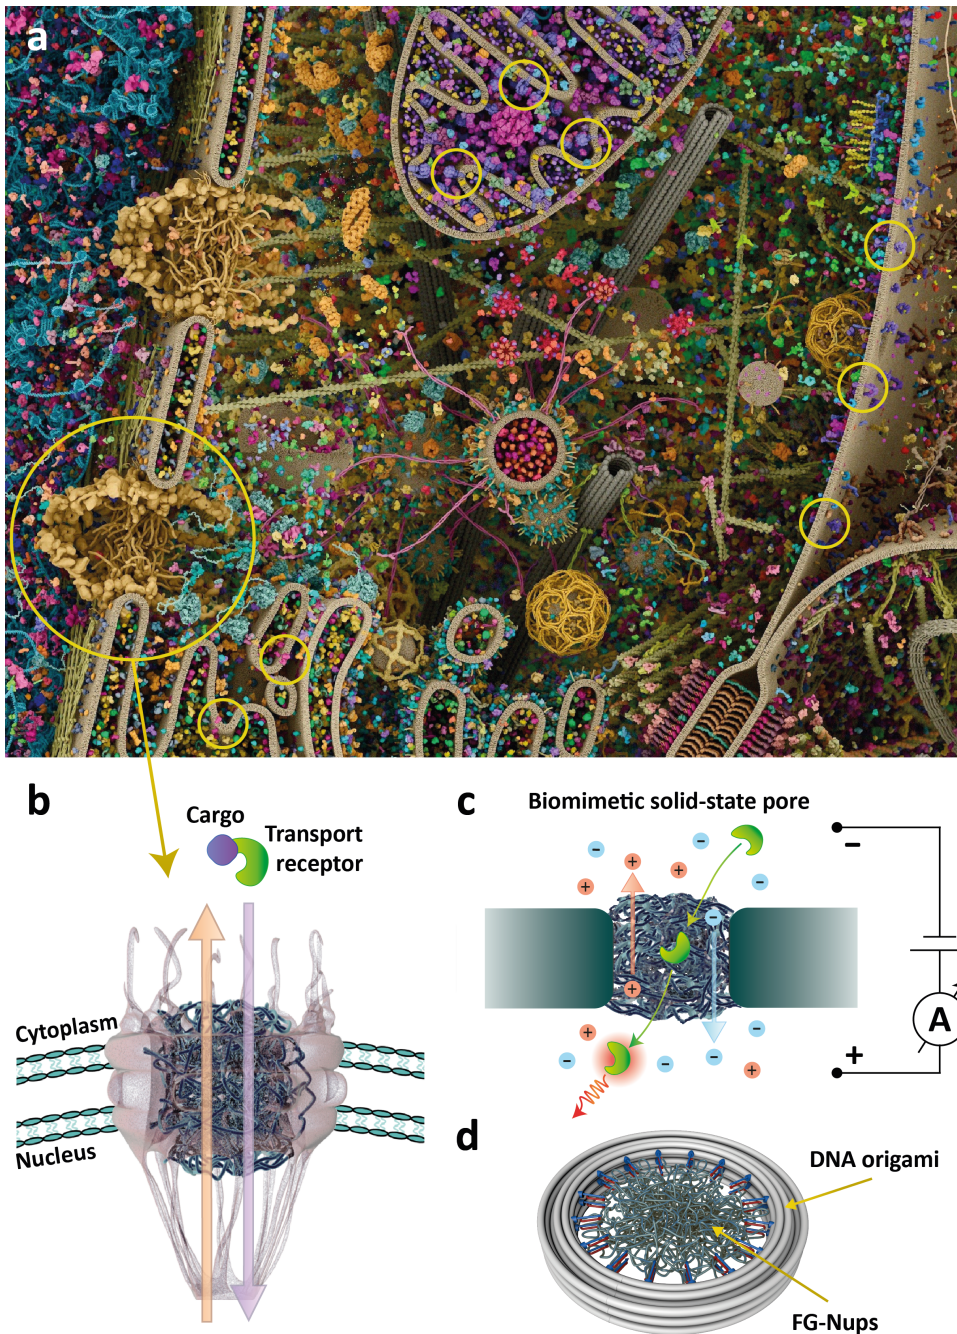 a
b
Cargo
Transport
receptor
Cytoplasm
Nucleus
c
Biomimetic solid-state pore
−
+
−
−
+
+
−
−
+
A
+
−
+
−
−
−
+
d
DNA origami
FG-Nups